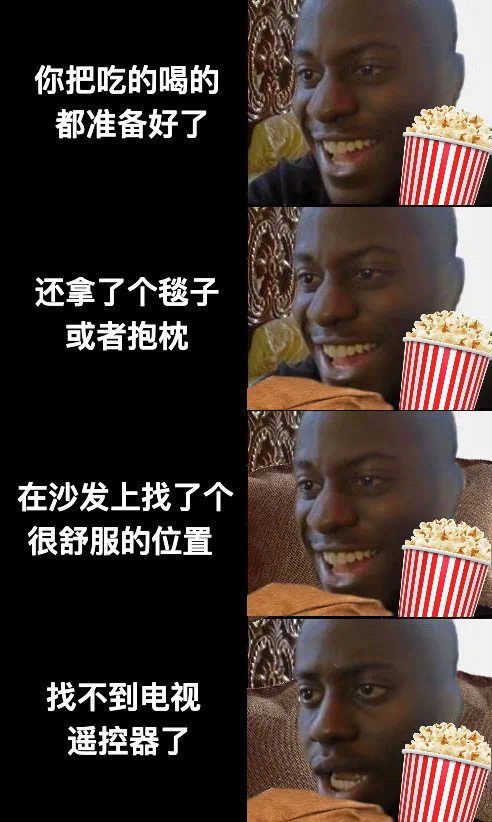 你把吃的喝的
都准备好了
还拿了个毯子
或者抱枕
在沙发上找了个
很舒服的位置
找不到电视
遥控器了